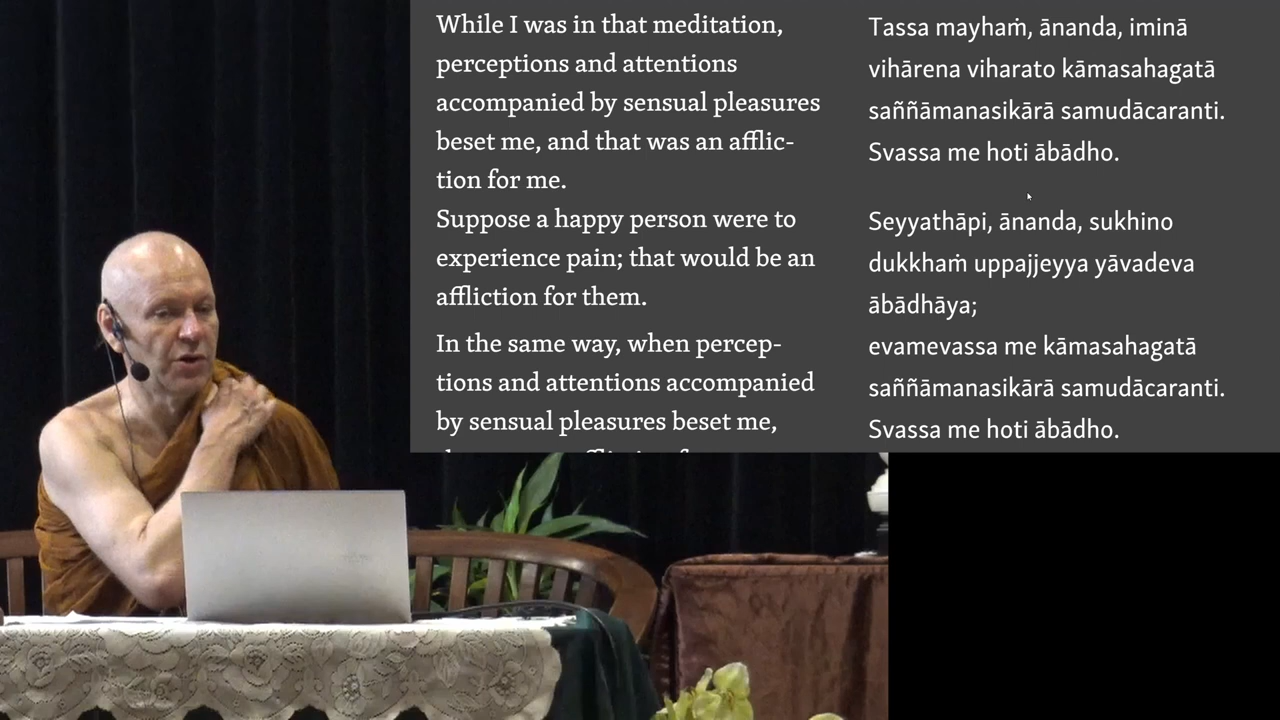 While I was in that meditation,
perceptions and attentions
accompanied by sensual pleasures
beset me, and that was an afflic-
tion for me.
Suppose a happy person were to
experience pain; that would be an
affliction for them.
In the same way, when percep-
tions and attentions accompanied
by sensual pleasures beset me,
Tassa mayhaṁ, ānanda, iminā
vihārena viharato kāmasahagatā
saññāmanasikārā samudācaranti.
Svassa me hoti ābādho.
Seyyathāpi, ānanda, sukhino
dukkhaṁ uppajjeyya yāvadeva
ābādhāya;
evamevassa me kāmasahagatā
saññāmanasikārā samudācaranti.
Svassa me hoti ābādho.